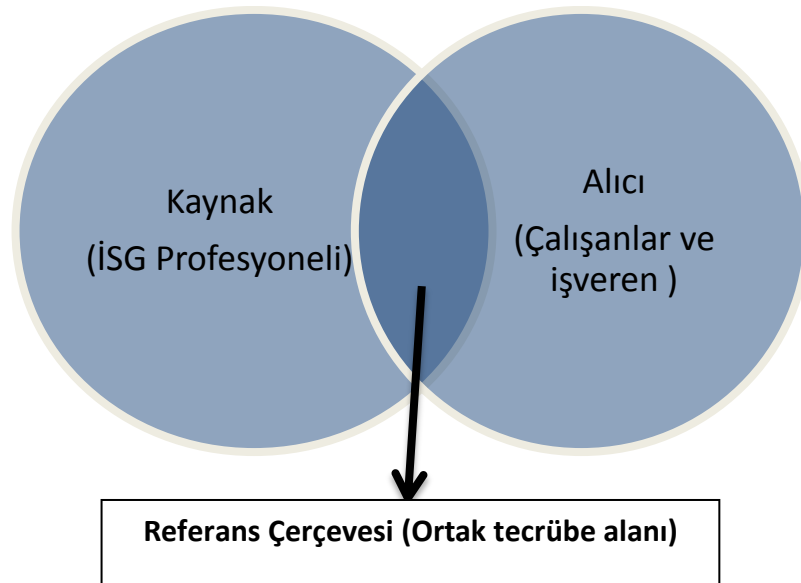 Kaynak
(İSG Profesyoneli)
Alıcı
(Çalışanlar ve
işveren )
Referans Çerçevesi (Ortak tecrübe alanı)